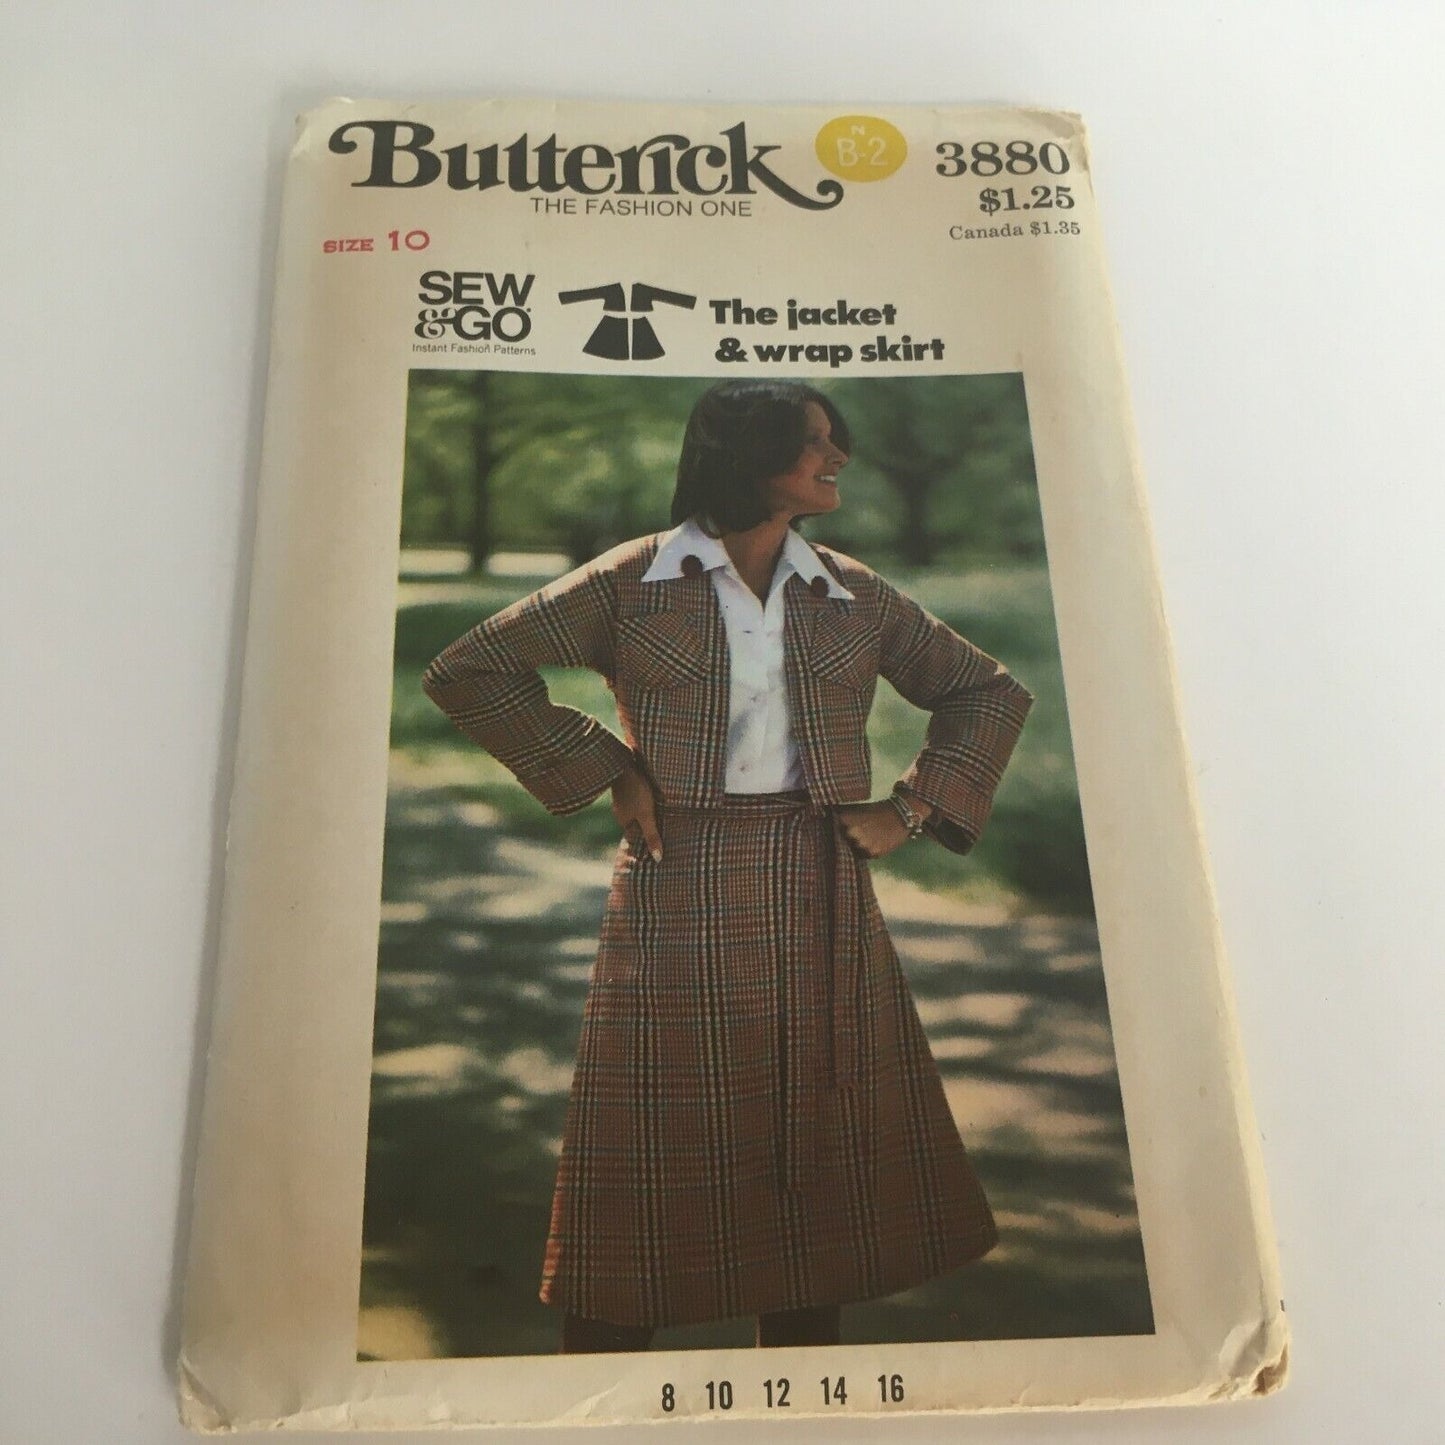 Butterick
N
B-2
3880
THE FASHION ONE
$1.25
Canada $1.35
SIZE 10
SEW
&GO
Instant Fashion Patterns
The jacket
& wrap skirt
8 10 12 14 16